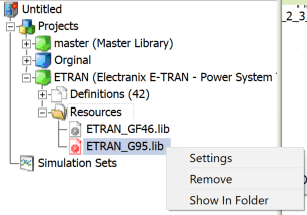 Untitled
Projects
_2_3_
master (Master Library)
Orginal
ETRAN (Electranix E-TRAN - Power System
Definitions (42)
Resources
ETRAN_GF46.lib
ETRAN_G95.lib
Simulation Sets
Settings
Remove
Show In Folder